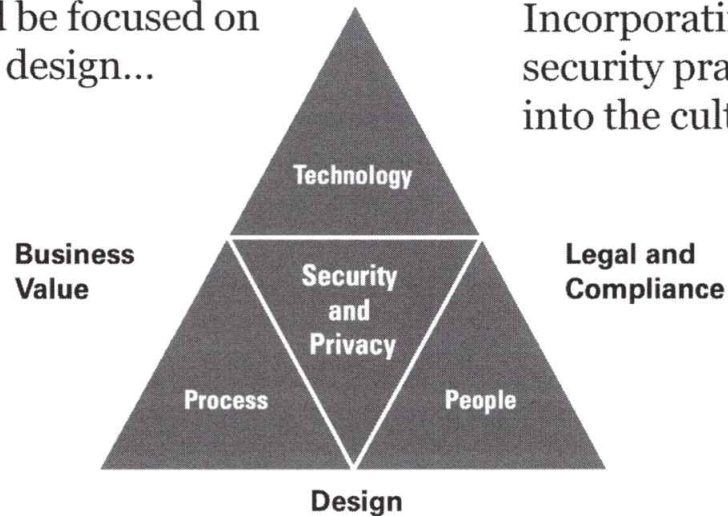 be focused on
design...
security
into the
Technology
Business
Value
Security
and
Privacy
Legal and
Compliance
Process
People
Design